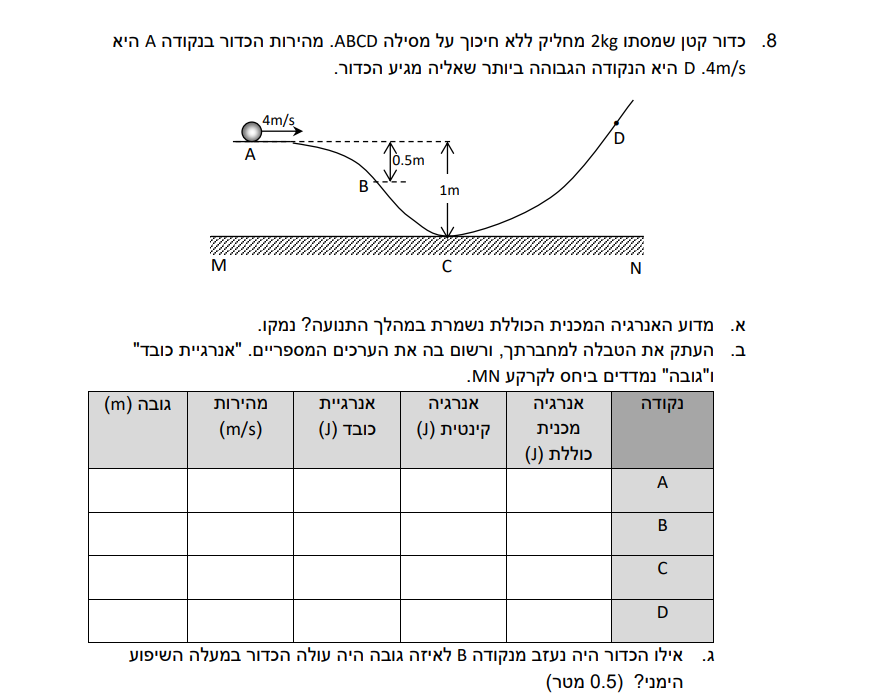 8. כדור קטן שמסתו 2kg מחליק ללא חיכוך על מסילה ABCD. מהירות הכדור בנקודה A היא
4m/s. D היא הנקודה הגבוהה ביותר שאליה מגיע הכדור.
4m/s
D
A
0.5m
B
1m
M
C
N
א. מדוע האנרגיה המכנית הכוללת נשמרת במהלך התנועה? נמקו.
ב. העתק את הטבלה למחברתך, ורשום בה את הערכים המספריים. "אנרגיית כובד"
ו"גובה" נמדדים ביחס לקרקע MN.
נקודה אנרגיה אנרגיה אנרגיית מהירות גובה (m)
מכנית קינטית (J) כובד (J) (m/s)
כוללת (J)
A
B
C
D
ג. אילו הכדור היה נעזב מנקודה B לאיזה גובה היה עולה הכדור במעלה השיפוע
הימני? (0.5 מטר)